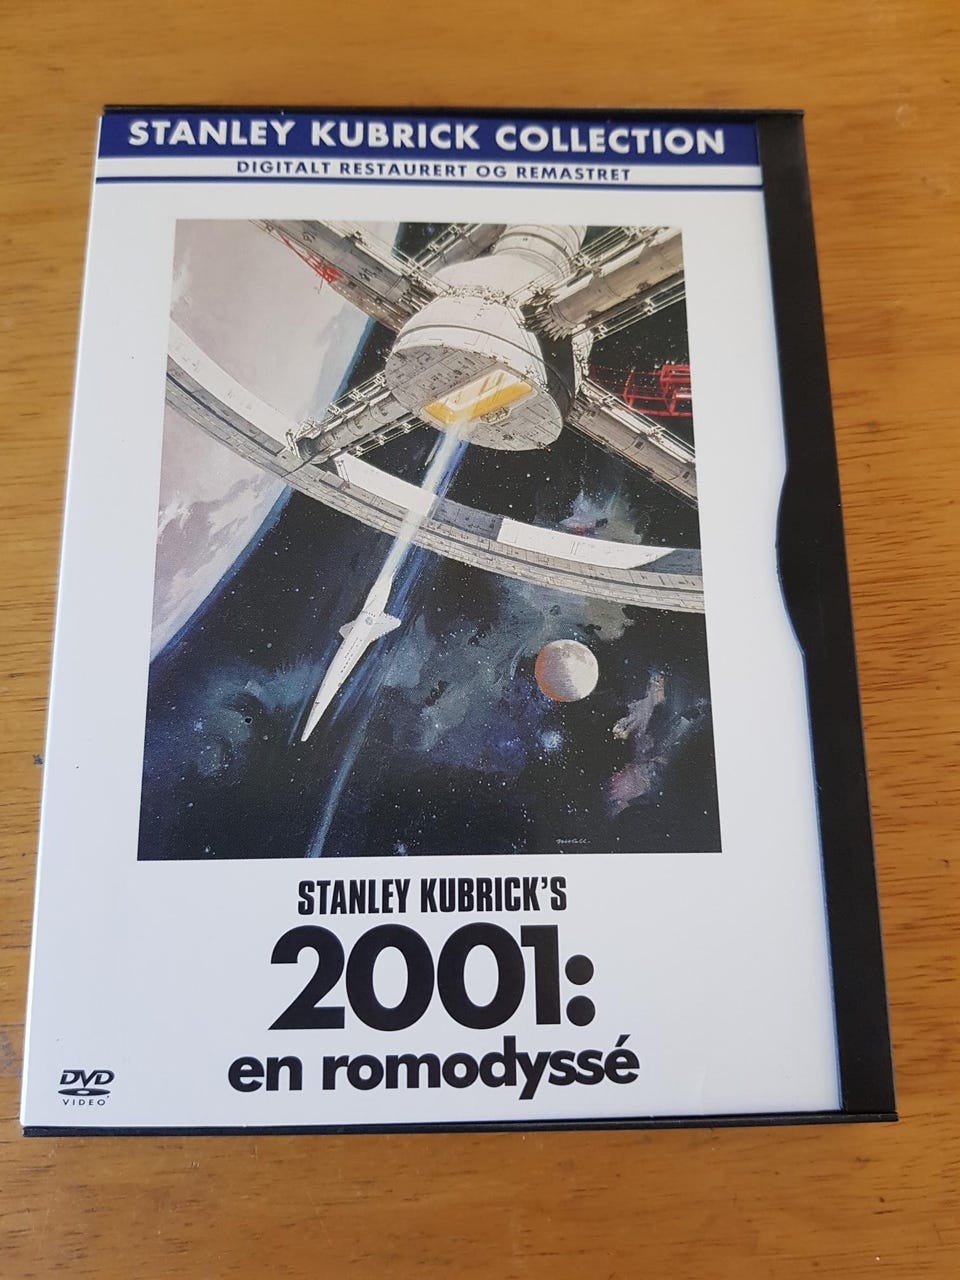 STANLEY KUBRICK COLLECTION
DIGITALT RESTAURERT OG REMASTRET
STANLEY KUBRICK'S
2001:
en romodyssé
DVD
VIDEO